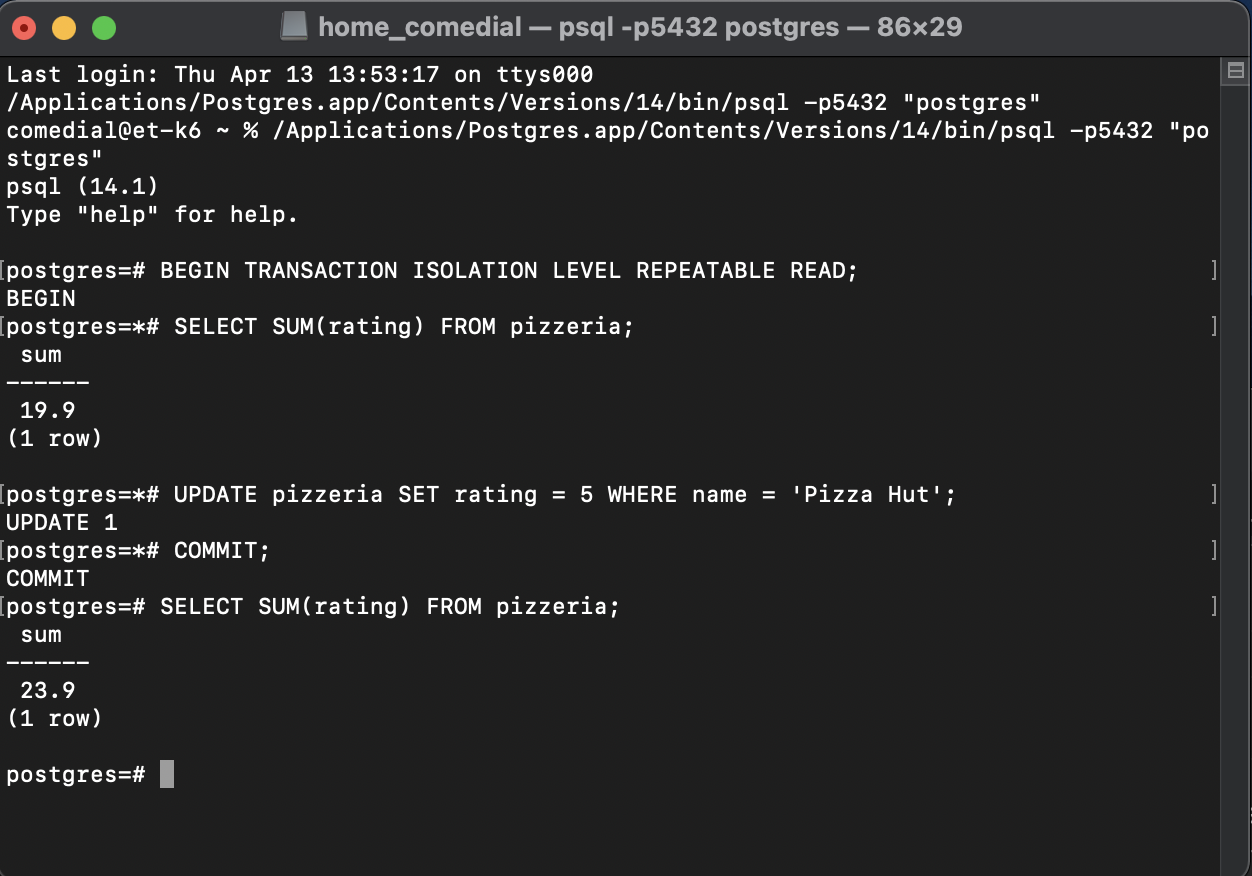 home_comedial — psql -p5432 postgres — 86×29
Last login: Thu Apr 13 13:53:17 on ttys000
/Applications/Postgres.app/Contents/Versions/14/bin/psql -p5432 "postgres"
comedial@et-k6 ~ % /Applications/Postgres.app/Contents/Versions/14/bin/psql -p5432 "po
stgres"
psql (14.1)
Type "help" for help.

[postgres=# BEGIN TRANSACTION ISOLATION LEVEL REPEATABLE READ; ]
BEGIN
[postgres=*# SELECT SUM(rating) FROM pizzeria; ]
 sum
------
 19.9
(1 row)

[postgres=*# UPDATE pizzeria SET rating = 5 WHERE name = 'Pizza Hut'; ]
UPDATE 1
[postgres=*# COMMIT; ]
COMMIT
[postgres=# SELECT SUM(rating) FROM pizzeria; ]
 sum
------
 23.9
(1 row)

postgres=#